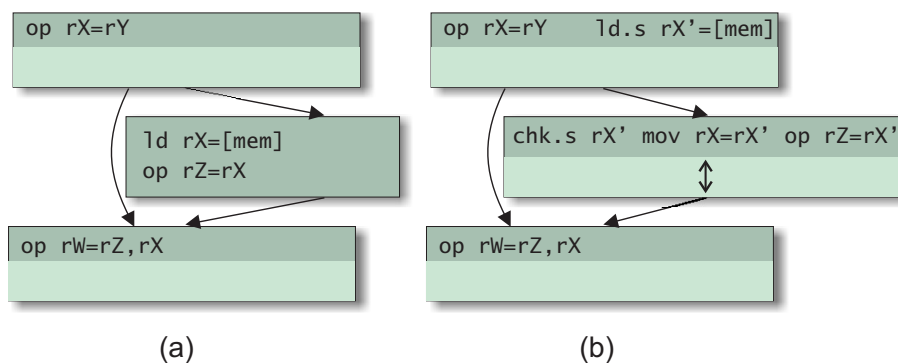 op rX=rY
ld rX=[mem]
op rZ=rX
op rW=rZ,rX
(a)
op rX=rY ld.s rX’=[mem]
chk.s rX’ mov rX=rX’ op rZ=rX’
op rW=rZ,rX
(b)